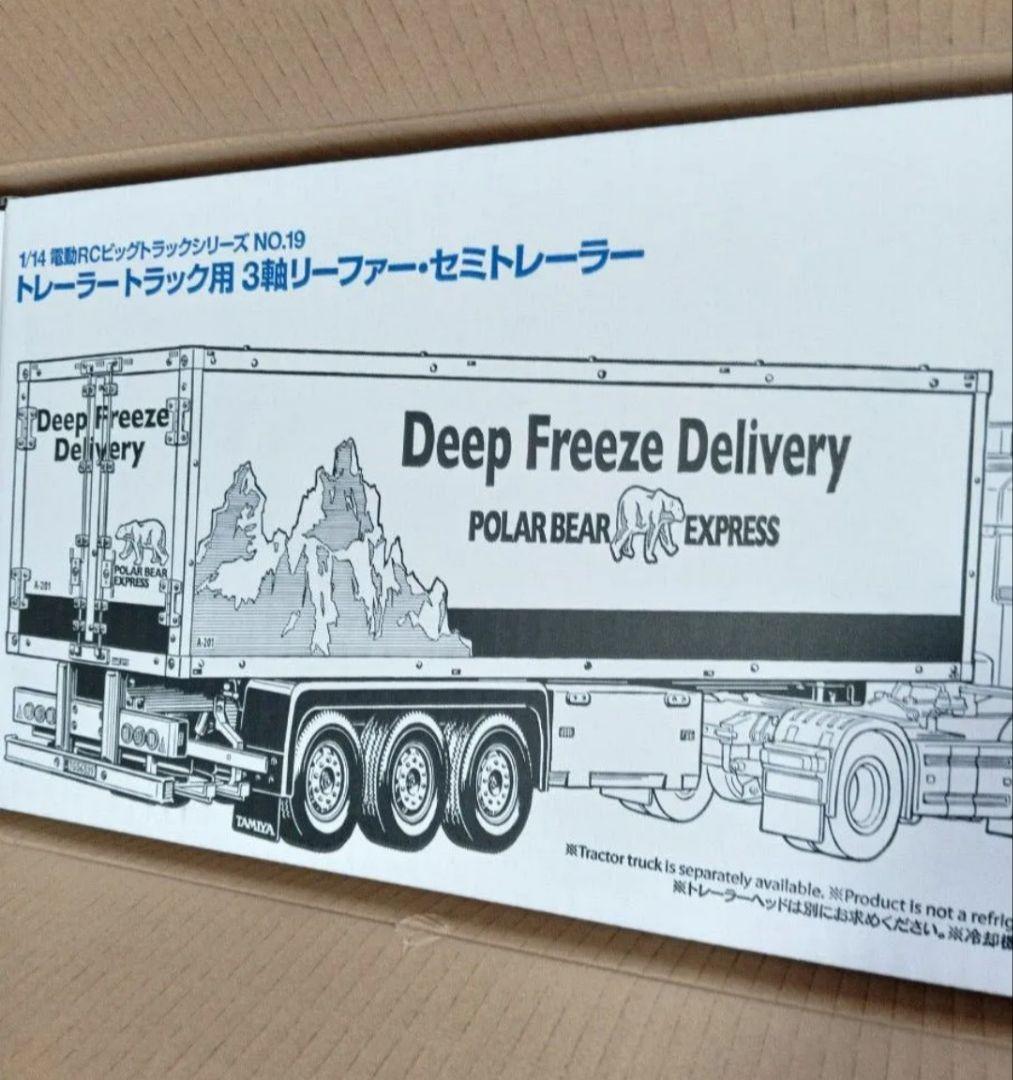 1/14 電動RCビッグトラックシリーズ NO.19
トレーラートラック用 3軸リーファー・セミトレーラー
Deep Freeze
Delivery
POLAR BEAR
EXPRESS
A-201
Deep Freeze Delivery
POLAR BEAR EXPRESS
A-201
TAMIYA
※Tractor truck is separately available. ※Product is not a refrig
※トレーラーヘッドは別にお求めください。※冷却機